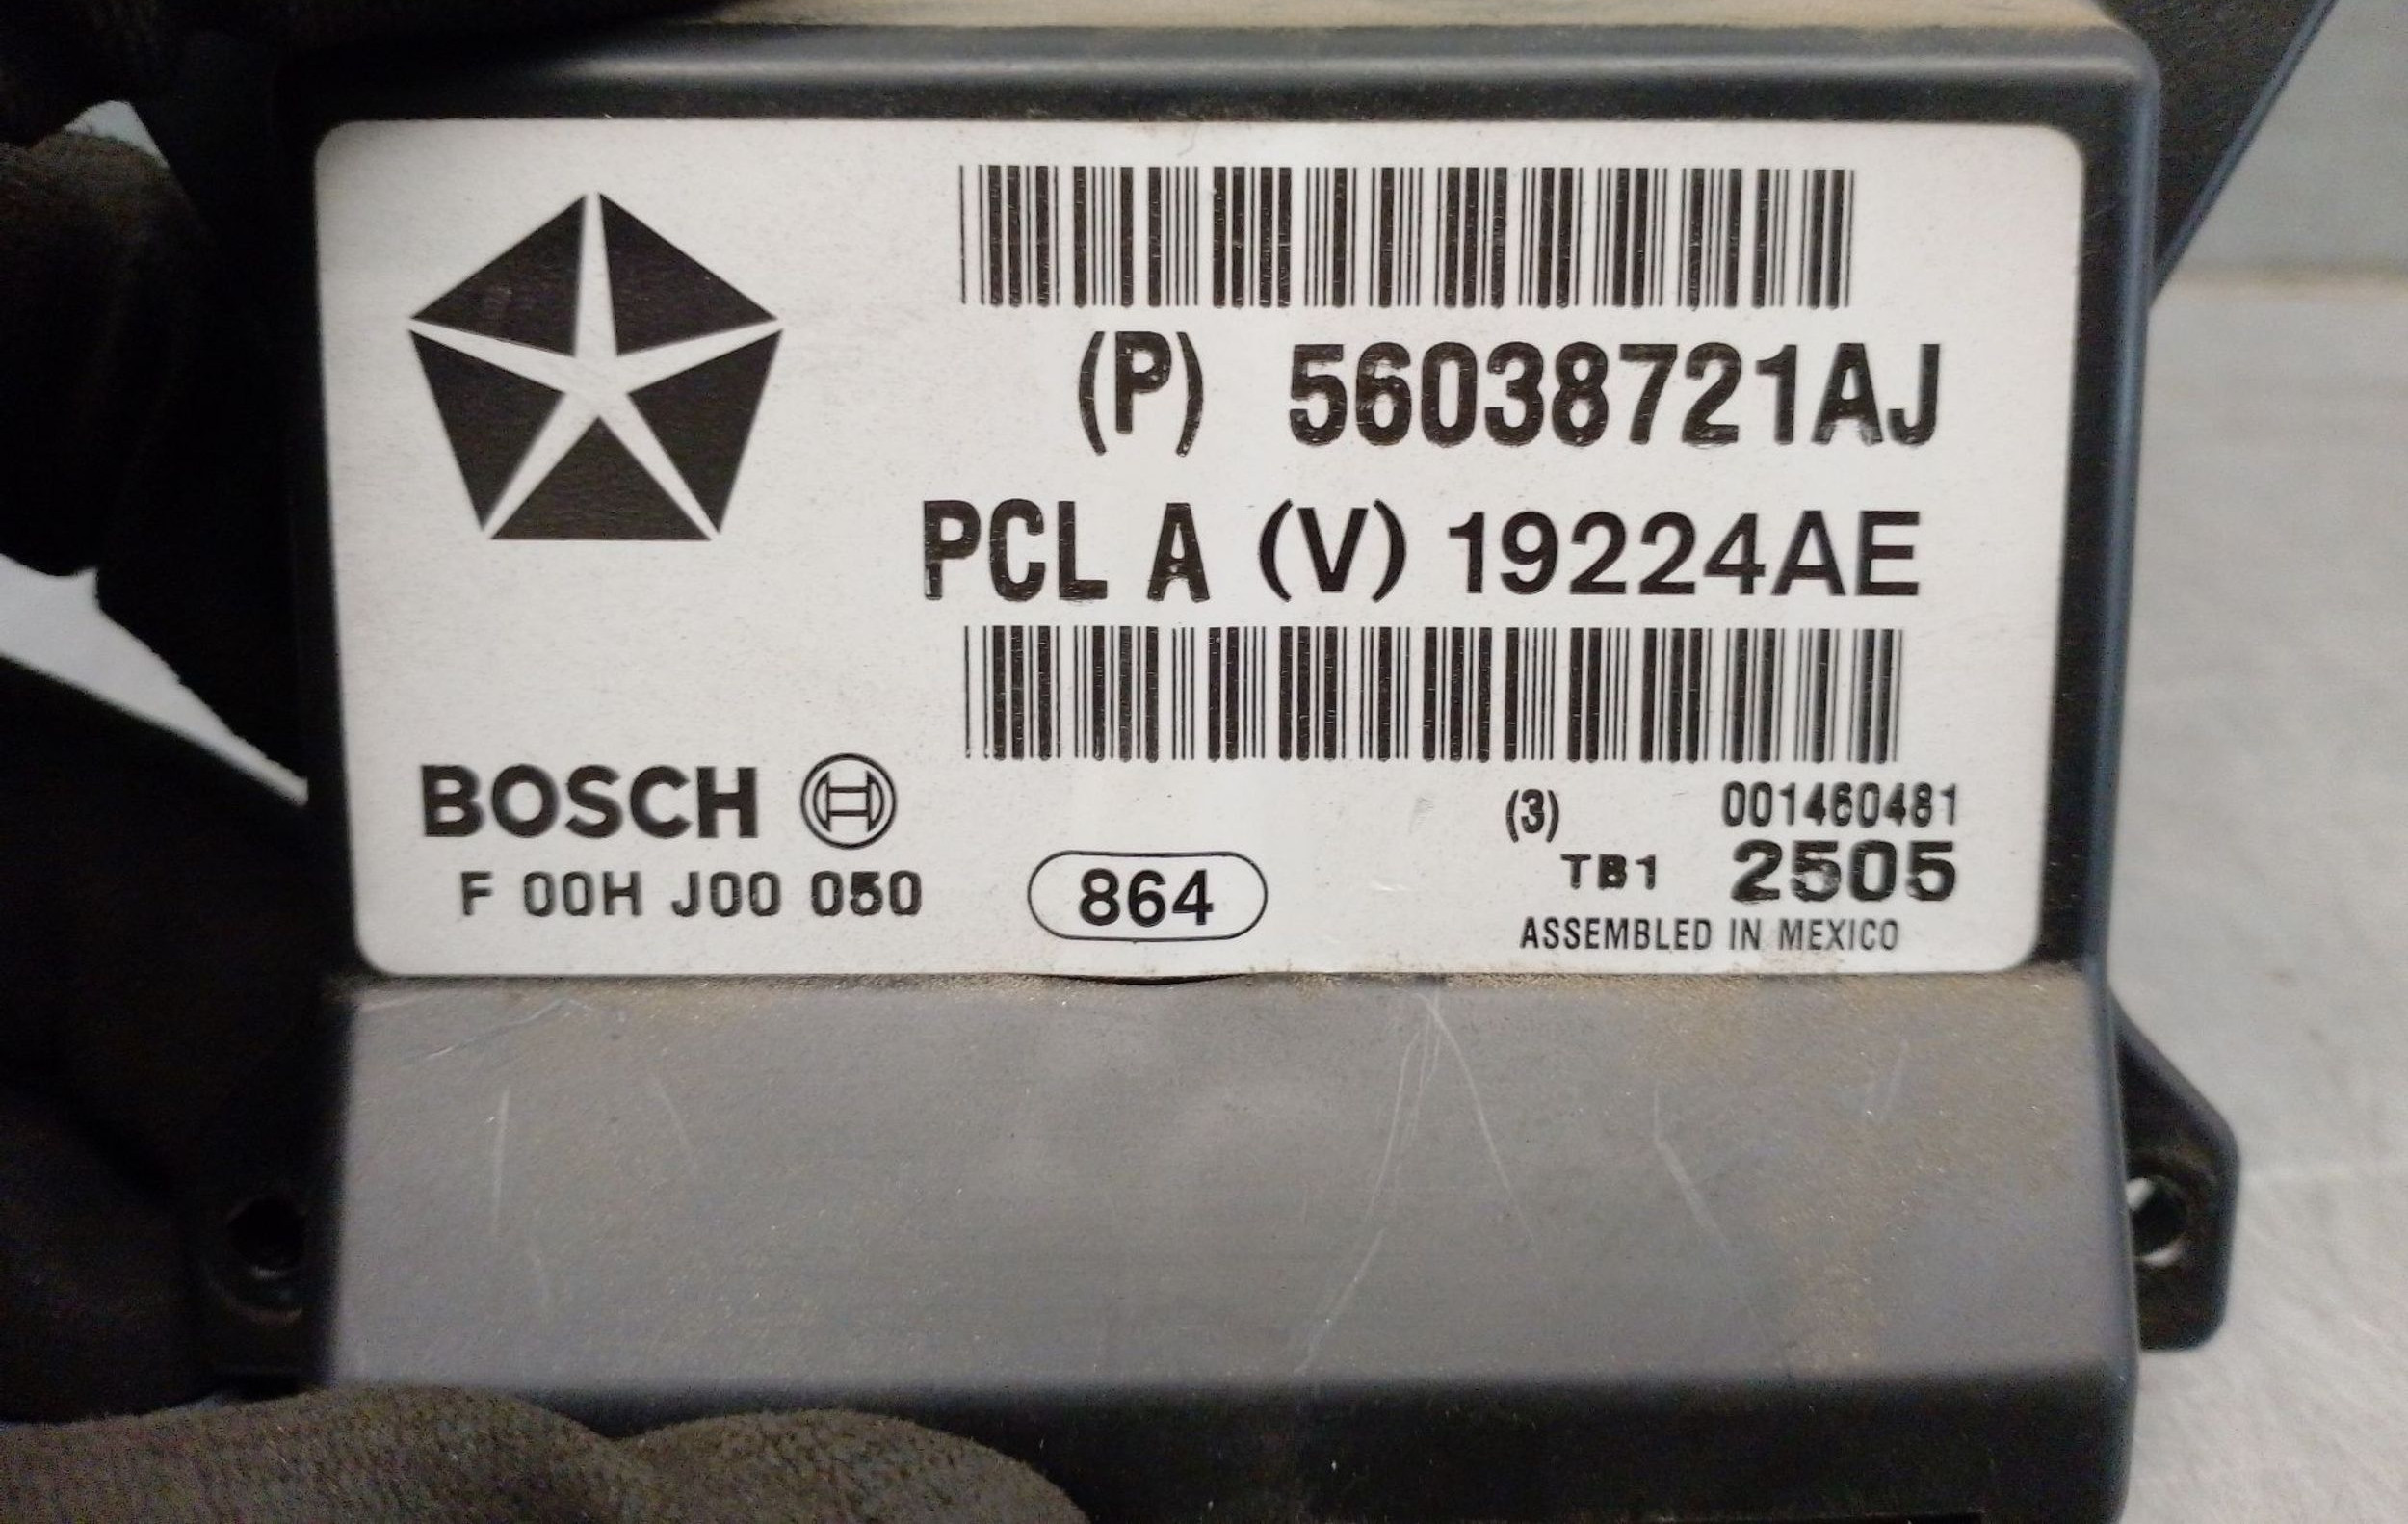 (P) 56038721AJ
PCL A (V) 19224AE
BOSCH
F 00H J00 050
864
(3) 001460481
TB1 2505
ASSEMBLED IN MEXICO